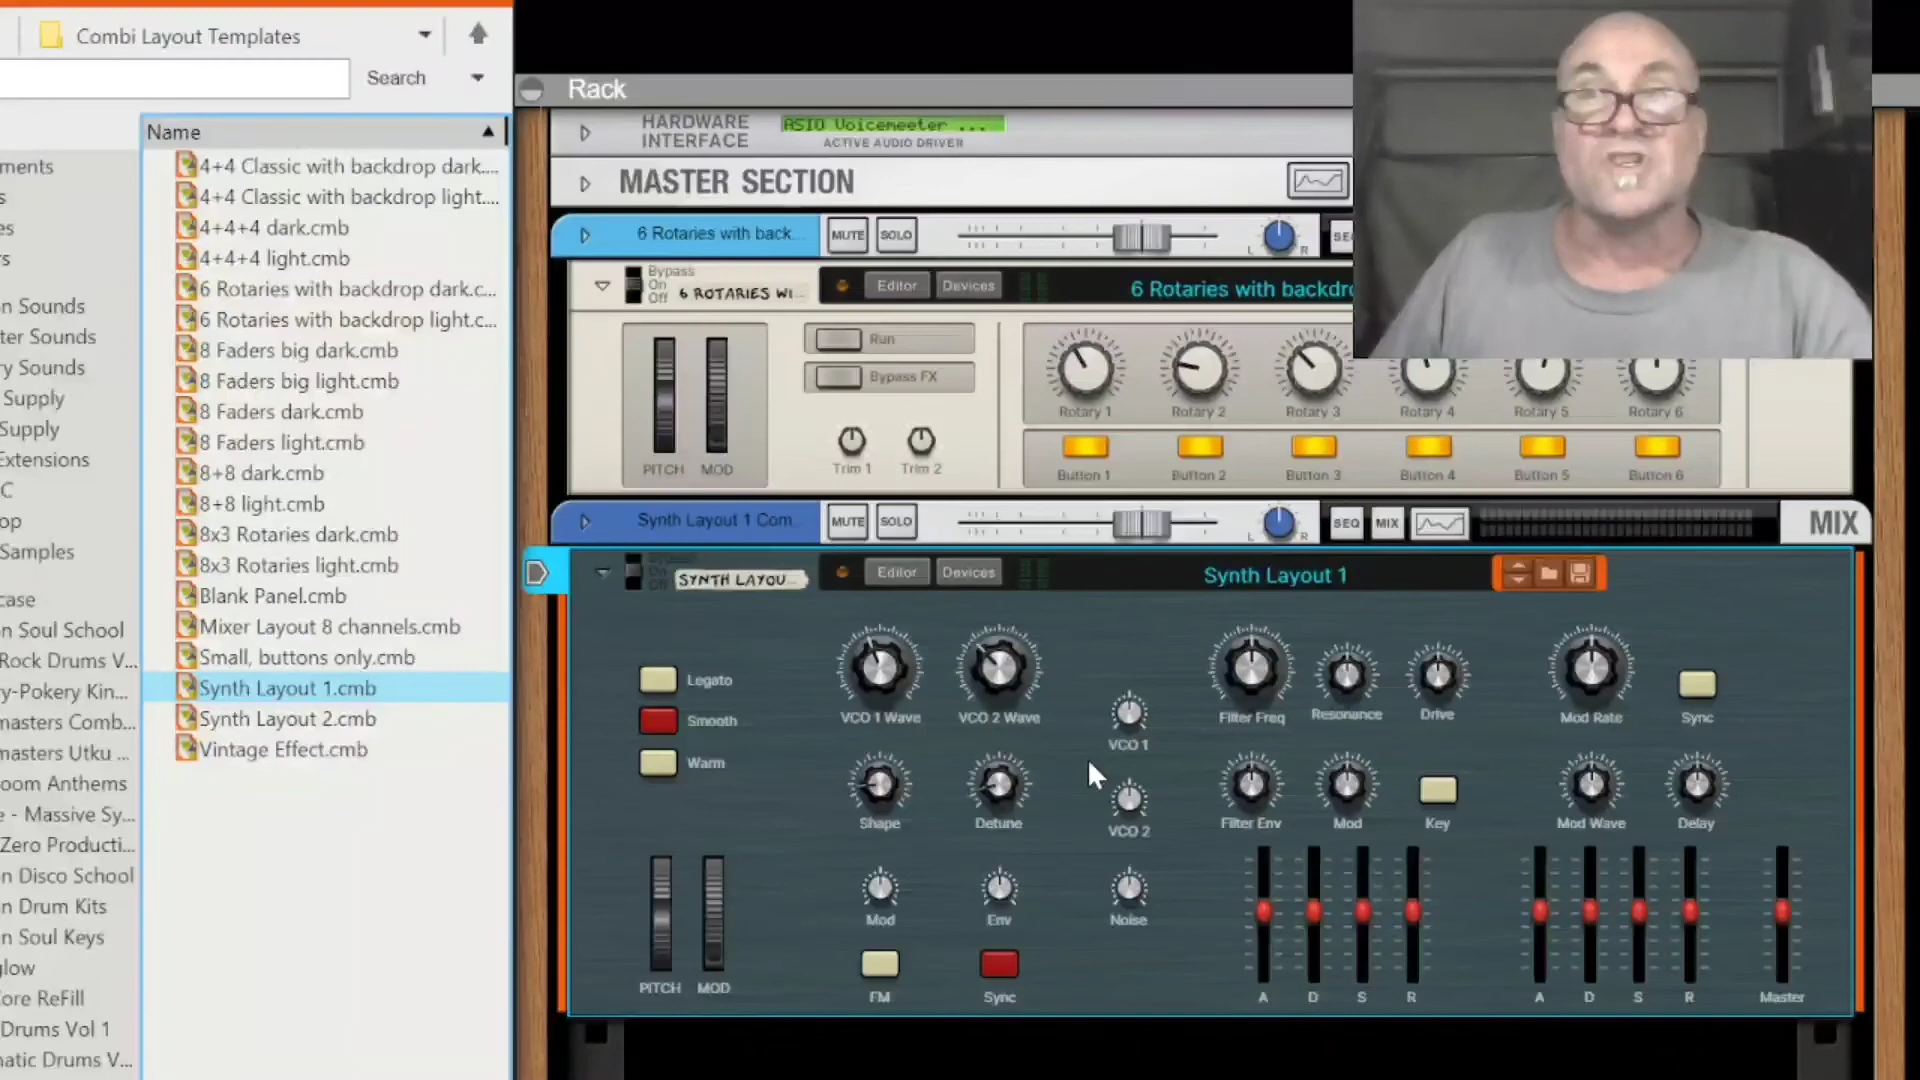 Combi Layout Templates
Search
Name
4+4 Classic with backdrop dark....
4+4 Classic with backdrop light....
4+4+4 dark.cmb
4+4+4 light.cmb
6 Rotaries with backdrop dark.c...
6 Rotaries with backdrop light.c...
8 Faders big dark.cmb
8 Faders big light.cmb
8 Faders dark.cmb
8 Faders light.cmb
8+8 dark.cmb
8+8 light.cmb
8x3 Rotaries dark.cmb
8x3 Rotaries light.cmb
Blank Panel.cmb
Mixer Layout 8 channels.cmb
Small, buttons only.cmb
Synth Layout 1.cmb
Synth Layout 2.cmb
Vintage Effect.cmb
ments
s
es
rs
on Sounds
ter Sounds
ry Sounds
Supply
Supply
Extensions
C
op
Samples
case
n Soul School
Rock Drums V...
ry-Pokery Kin...
masters Comb...
masters Utku ...
oom Anthems
e - Massive Sy...
Zero Producti...
n Disco School
n Drum Kits
n Soul Keys
glow
ore ReFill
Drums Vol 1
matic Drums V...
Rack
HARDWARE INTERFACE
ASIO Voicemeeter ...
ACTIVE AUDIO DRIVER
MASTER SECTION
6 Rotaries with back...
MUTE SOLO
L R
SE
Bypass
On
Off
6 ROTARIES WI...
Editor Devices
6 Rotaries with backdr
Run
Bypass FX
PITCH MOD
Trim 1 Trim 2
Rotary 1 Rotary 2 Rotary 3 Rotary 4 Rotary 5 Rotary 6
Button 1 Button 2 Button 3 Button 4 Button 5 Button 6
Synth Layout 1 Com...
MUTE SOLO
L R
SEQ MIX
MIX
Bypass
On
Off
SYNTH LAYOU...
Editor Devices
Synth Layout 1
Legato
Smooth
Warm
VCO 1 Wave VCO 2 Wave
VCO 1
Filter Freq Resonance Drive
Mod Rate Sync
Shape Detune
VCO 2
Filter Env Mod Key
Mod Wave Delay
Mod Env Noise
PITCH MOD
FM Sync
A D S R
A D S R
Master